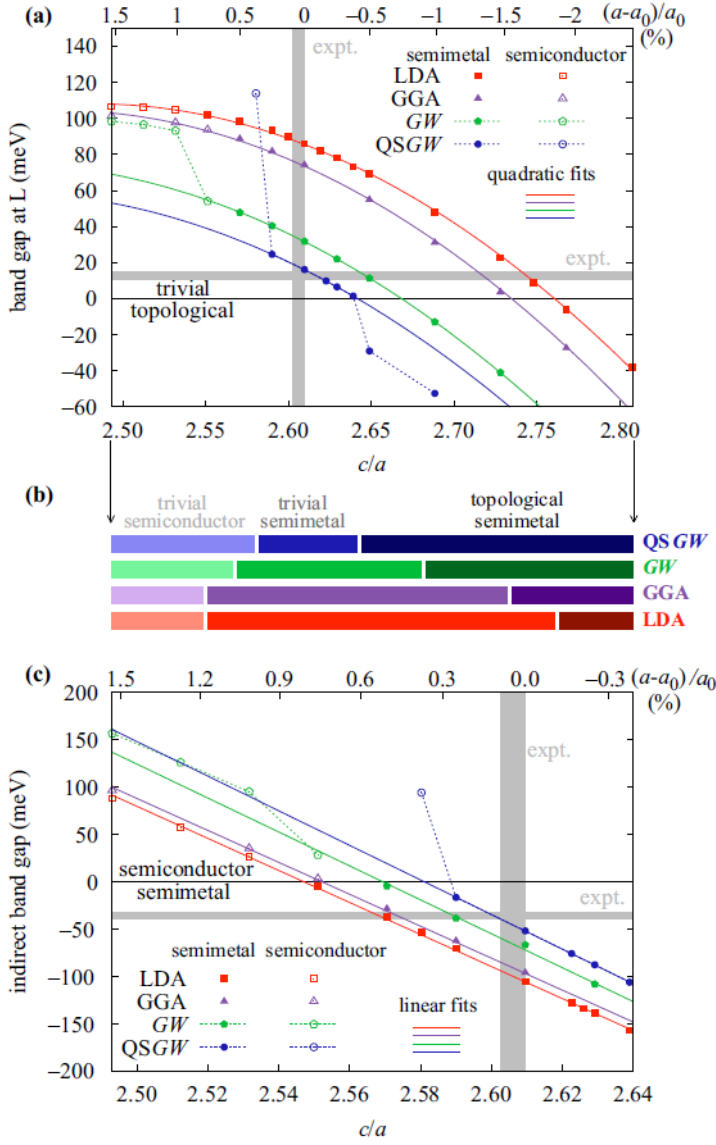 (a)
1.5 1 0.5 0 −0.5 −1 −1.5 −2 (a-a0)/a0
(%)
expt.
semimetal semiconductor
LDA
GGA
GW
QSGW
quadratic fits
expt.
trivial
topological
band gap at L (meV)
140
120
100
80
60
40
20
0
−20
−40
−60
2.50 2.55 2.60 2.65 2.70 2.75 2.80
c/a
(b)
trivial
semiconductor
trivial
semimetal
topological
semimetal
QSGW
GW
GGA
LDA
(c)
1.5 1 0.75 0.5 0.25 0.0 −0.3 (a-a0)/a0
(%)
expt.
semiconductor
semimetal
expt.
semimetal semiconductor
LDA
GGA
GW
QSGW
linear fits
indirect band gap (meV)
200
150
100
50
0
−50
−100
−150
−200
2.50 2.52 2.54 2.56 2.58 2.60 2.62 2.64
c/a